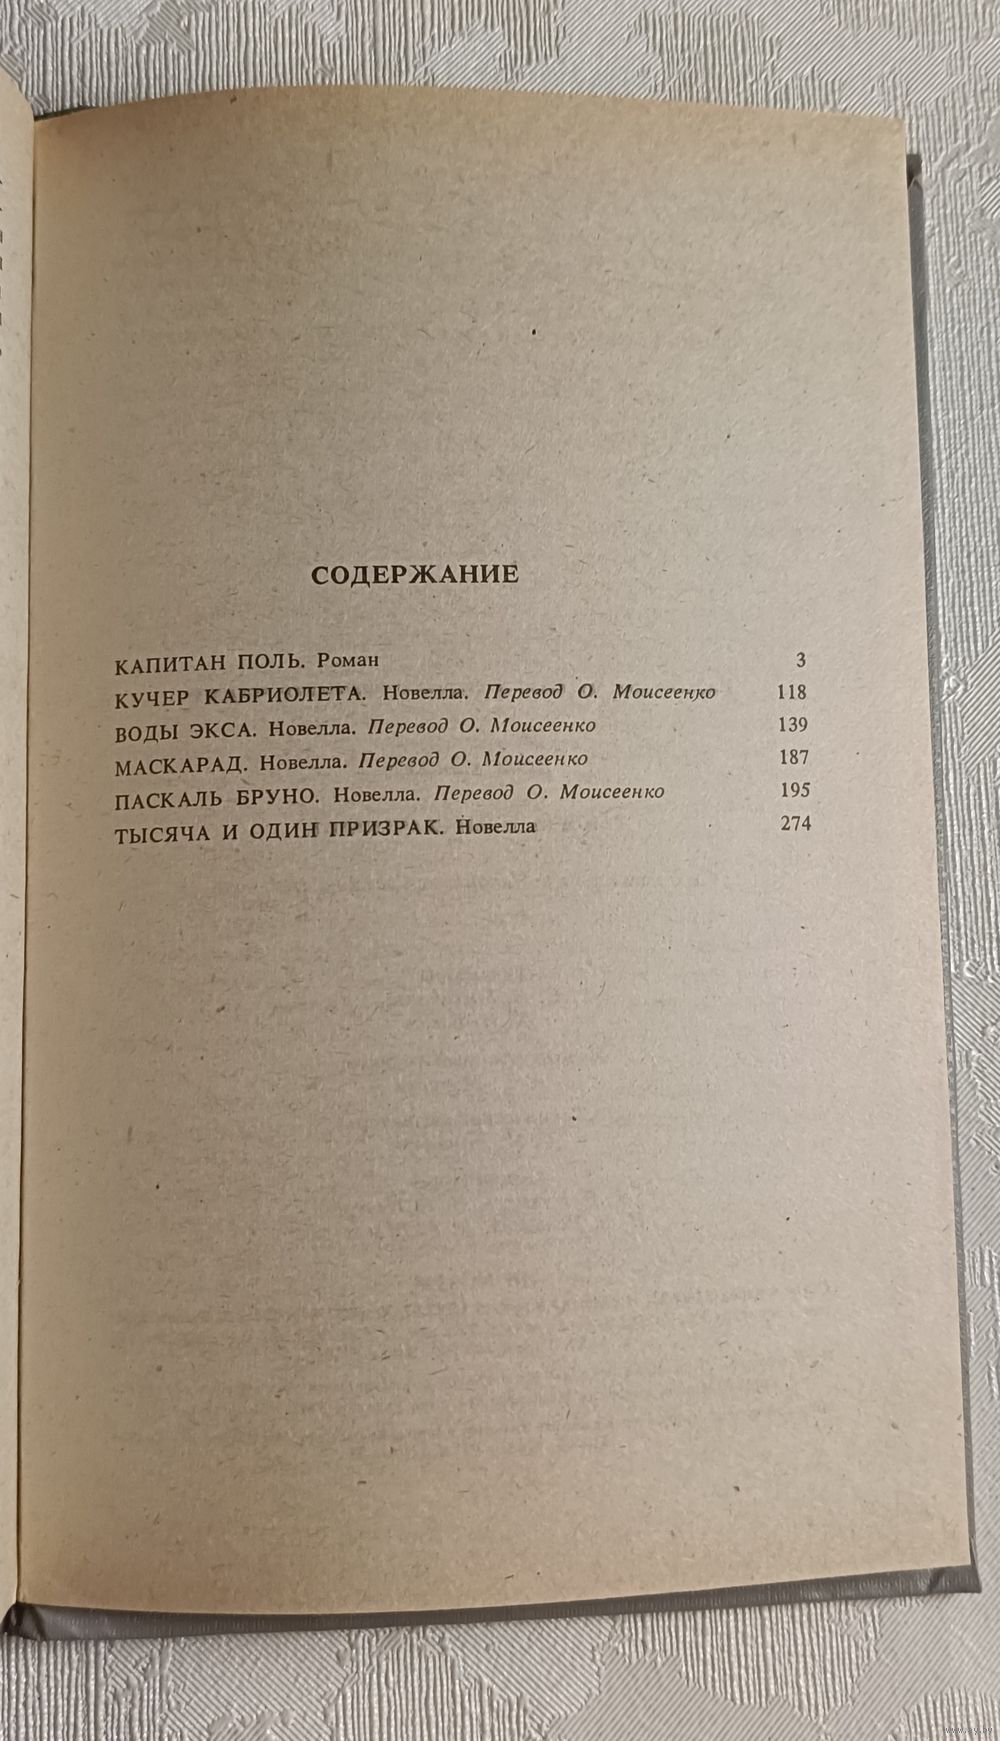 СОДЕРЖАНИЕ
КАПИТАН ПОЛЬ. Роман 3
КУЧЕР КАБРИОЛЕТА. Новелла. Перевод О. Моисеенко 118
ВОДЫ ЭКСА. Новелла. Перевод О. Моисеенко 139
МАСКАРАД. Новелла. Перевод О. Моисеенко 187
ПАСКАЛЬ БРУНО. Новелла. Перевод О. Моисеенко 195
ТЫСЯЧА И ОДИН ПРИЗРАК. Новелла 274